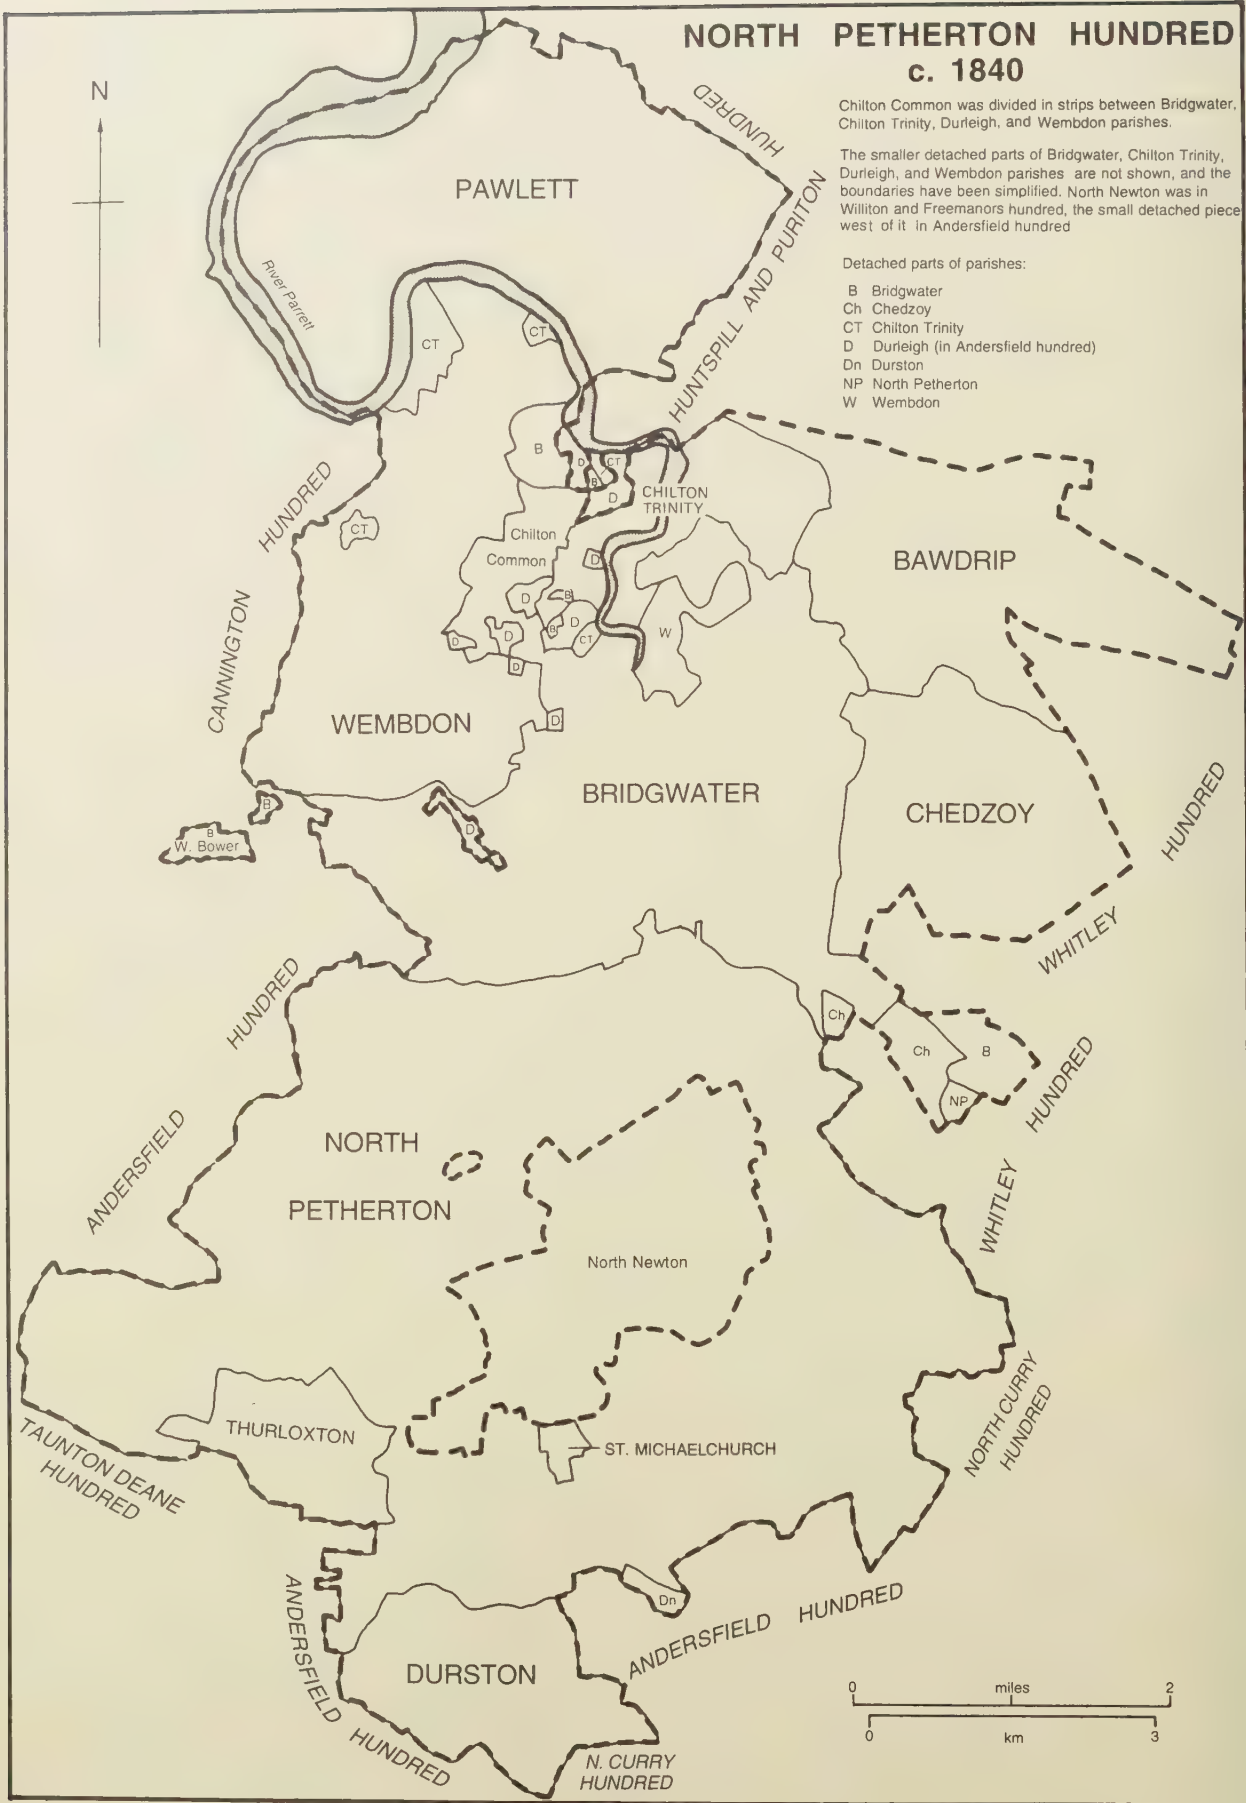 NORTH PETHERTON HUNDRED
c. 1840
Chilton Common was divided in strips between Bridgwater,
Chilton Trinity, Durleigh, and Wembdon parishes.
The smaller detached parts of Bridgwater, Chilton Trinity,
Durleigh, and Wembdon parishes are not shown, and the
boundaries have been simplified. North Newton was in
Williton and Freemanors hundred, the small detached piece
west of it in Andersfield hundred
Detached parts of parishes:
B Bridgwater
Ch Chedzoy
CT Chilton Trinity
D Durleigh (in Andersfield hundred)
Dn Durston
NP North Petherton
W Wembdon
N
HUNDRED
PAWLETT
HUNTSPILL AND PURITON
River Parrett
CT
CT
B
D
CT
B
D
CHILTON
TRINITY
HUNDRED
CT
Chilton
Common
D
BAWDRIP
CANNINGTON
D
B
D
B
CT
D
D
D
W
D
WEMBDON
BRIDGWATER
CHEDZOY
HUNDRED
B
B
W. Bower
D
WHITLEY
HUNDRED
Ch
Ch
B
NP
HUNDRED
ANDERSFIELD
NORTH
PETHERTON
WHITLEY
North Newton
NORTH CURRY
HUNDRED
THURLOXTON
ST. MICHAELCHURCH
TAUNTON DEANE
HUNDRED
Dn
ANDERSFIELD HUNDRED
ANDERSFIELD HUNDRED
DURSTON
N. CURRY
HUNDRED
0 miles 2
0 km 3